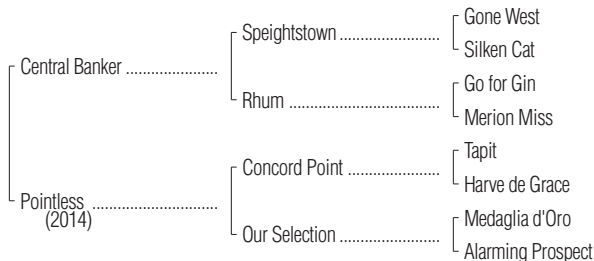 Gone West
Speightstown
Silken Cat
Central Banker
Go for Gin
Rhum
Merion Miss
Tapit
Concord Point
Harve de Grace
Pointless
(2014)
Medaglia d'Oro
Our Selection
Alarming Prospect